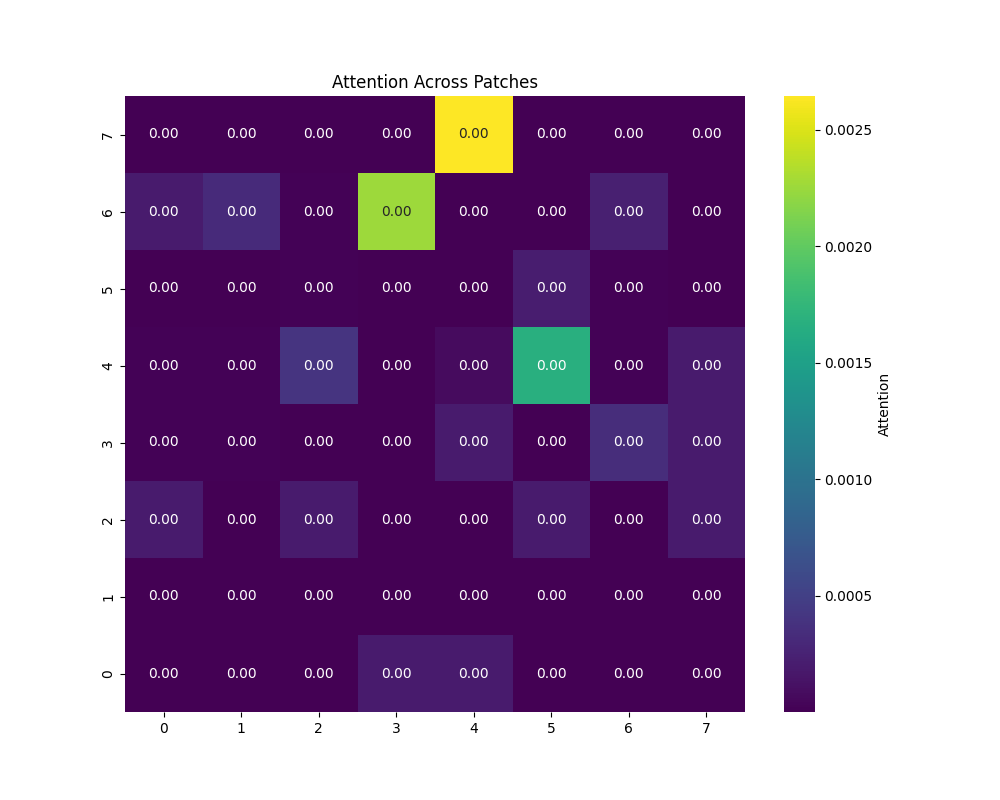 Attention Across Patches
7 0.00 0.00 0.00 0.00 0.00 0.00 0.00 0.00
6 0.00 0.00 0.00 0.00 0.00 0.00 0.00 0.00
5 0.00 0.00 0.00 0.00 0.00 0.00 0.00 0.00
4 0.00 0.00 0.00 0.00 0.00 0.00 0.00 0.00
3 0.00 0.00 0.00 0.00 0.00 0.00 0.00 0.00
2 0.00 0.00 0.00 0.00 0.00 0.00 0.00 0.00
1 0.00 0.00 0.00 0.00 0.00 0.00 0.00 0.00
0 0.00 0.00 0.00 0.00 0.00 0.00 0.00 0.00
0 1 2 3 4 5 6 7
0.0025
0.0020
0.0015
0.0010
0.0005
Attention